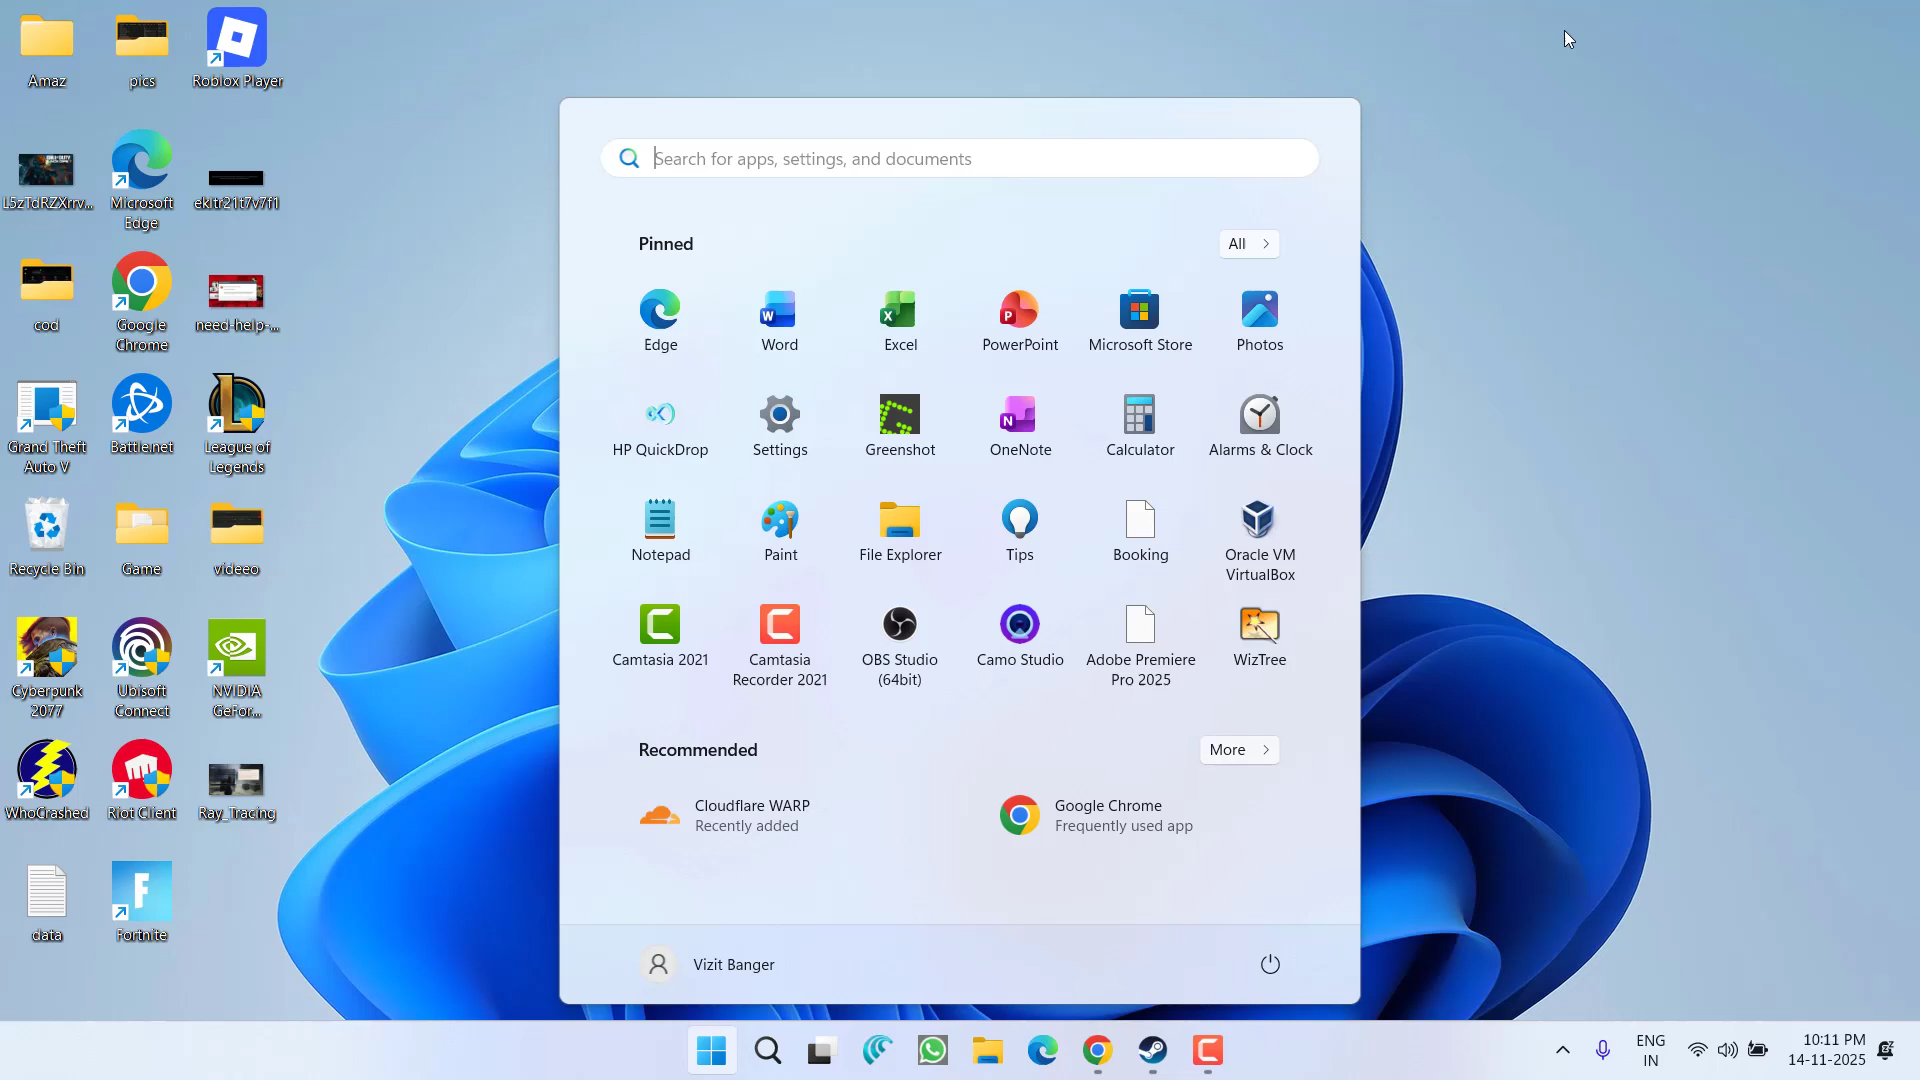 Amaz
pics
Roblox Player
L5zTdRZXrrv...
Microsoft
Edge
ekltr21t7v7f1
cod
Google
Chrome
need-help-...
Grand Theft
Auto V
Battle.net
League of
Legends
Recycle Bin
Game
videeo
Cyberpunk
2077
Ubisoft
Connect
NVIDIA
GeFor...
WhoCrashed
Riot Client
Ray_Tracing
data
Fortnite
Search for apps, settings, and documents
Pinned
All
Edge
Word
Excel
PowerPoint
Microsoft Store
Photos
HP QuickDrop
Settings
Greenshot
OneNote
Calculator
Alarms & Clock
Notepad
Paint
File Explorer
Tips
Booking
Oracle VM
VirtualBox
Camtasia 2021
Camtasia
Recorder 2021
OBS Studio
(64bit)
Camo Studio
Adobe Premiere
Pro 2025
WizTree
Recommended
More
Cloudflare WARP
Recently added
Google Chrome
Frequently used app
Vizit Banger
ENG
IN
10:11 PM
14-11-2025